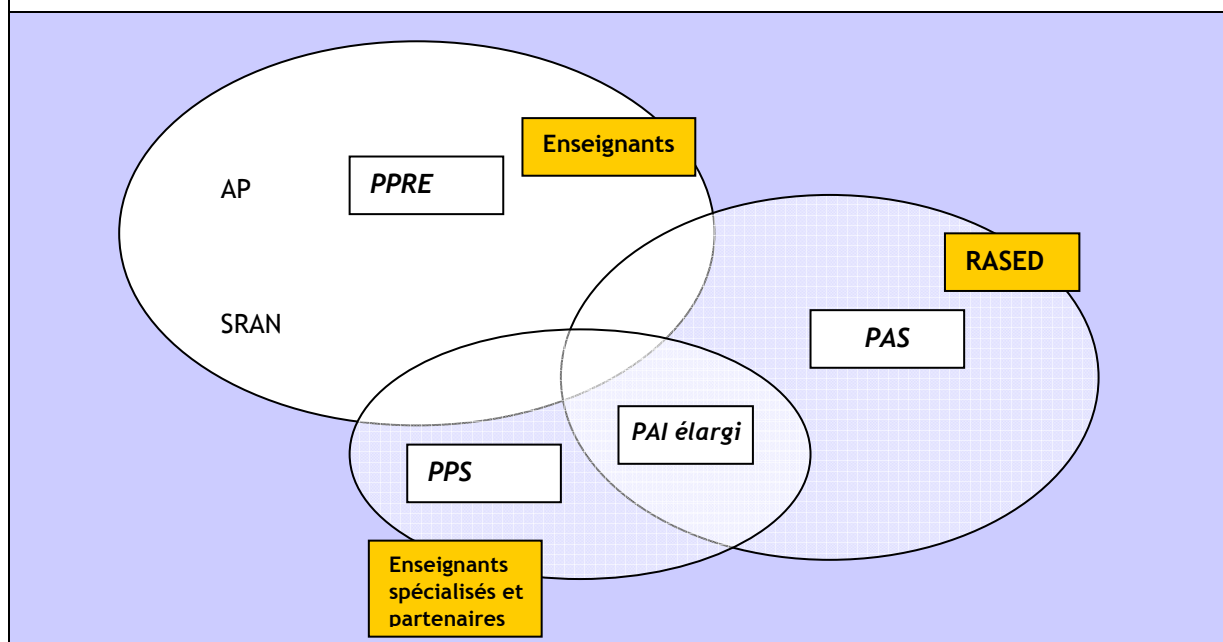 Enseignants
AP
PPRE
RASED
SRAN
PAS
PAI élargi
PPS
Enseignants
spécialisés et
partenaires